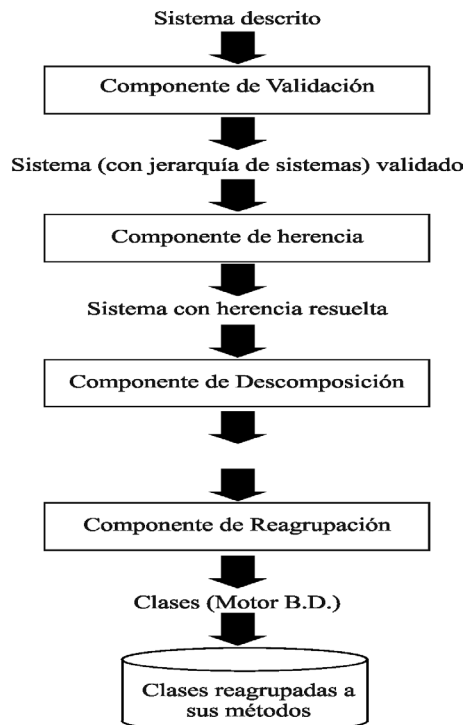 Sistema descrito
Componente de Validación
Sistema (con jerarquía de sistemas) validado
Componente de herencia
Sistema con herencia resuelta
Componente de Descomposición
Componente de Reagrupación
Clases (Motor B.D.)
Clases reagrupadas a
sus métodos